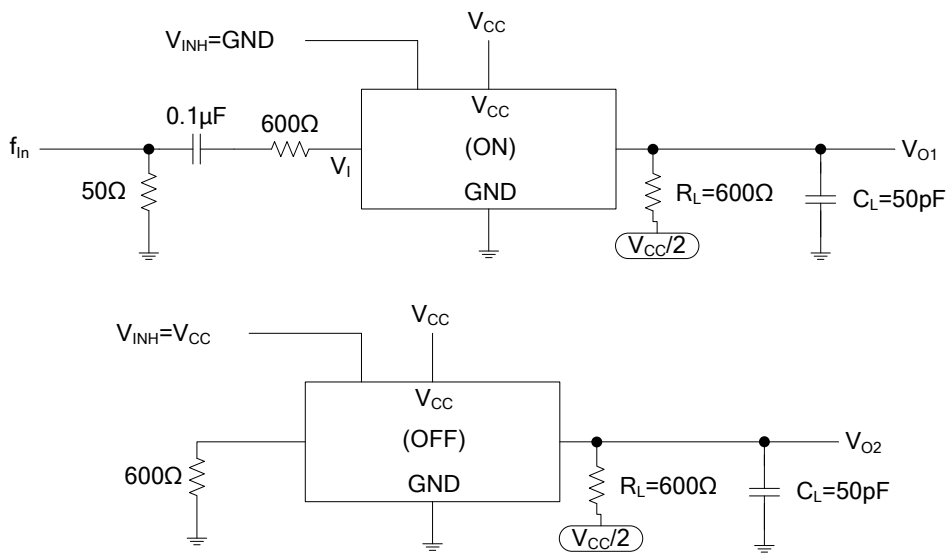 V_INH=GND
V_CC
0.1µF
600Ω
f_In
V_I
50Ω
V_CC
(ON)
GND
V_O1
R_L=600Ω
C_L=50pF
V_CC/2
V_INH=V_CC
V_CC
V_CC
(OFF)
GND
600Ω
V_O2
R_L=600Ω
C_L=50pF
V_CC/2